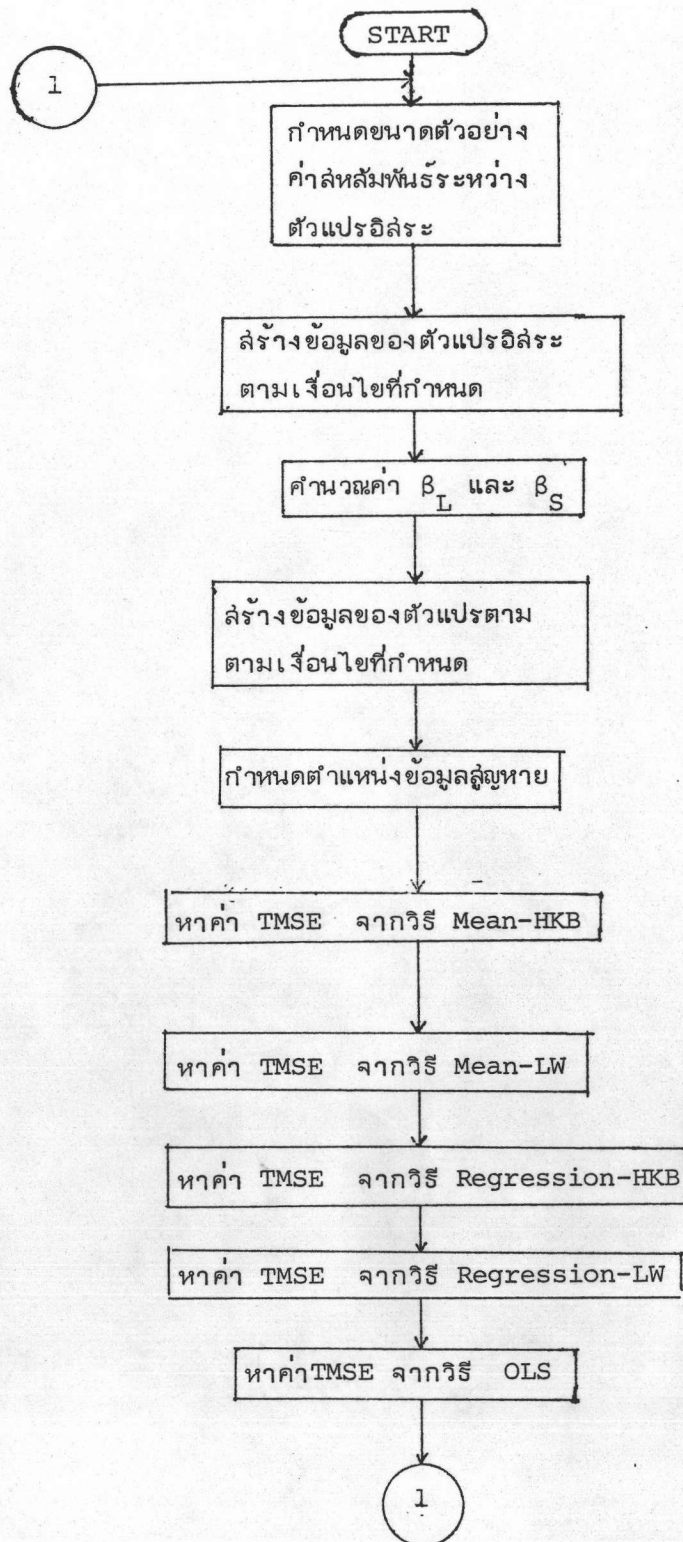 START
1
กำหนดขนาดตัวอย่าง
ค่าสหสัมพันธ์ระหว่าง
ตัวแปรอิสระ
สร้างข้อมูลของตัวแปรอิสระ
ตามเงื่อนไขที่กำหนด
คำนวณค่า β_L และ β_S
สร้างข้อมูลของตัวแปรตาม
ตามเงื่อนไขที่กำหนด
กำหนดตำแหน่งข้อมูลสูญหาย
หาค่า TMSE จากวิธี Mean-HKB
หาค่า TMSE จากวิธี Mean-LW
หาค่า TMSE จากวิธี Regression-HKB
หาค่า TMSE จากวิธี Regression-LW
หาค่าTMSE จากวิธี OLS
1